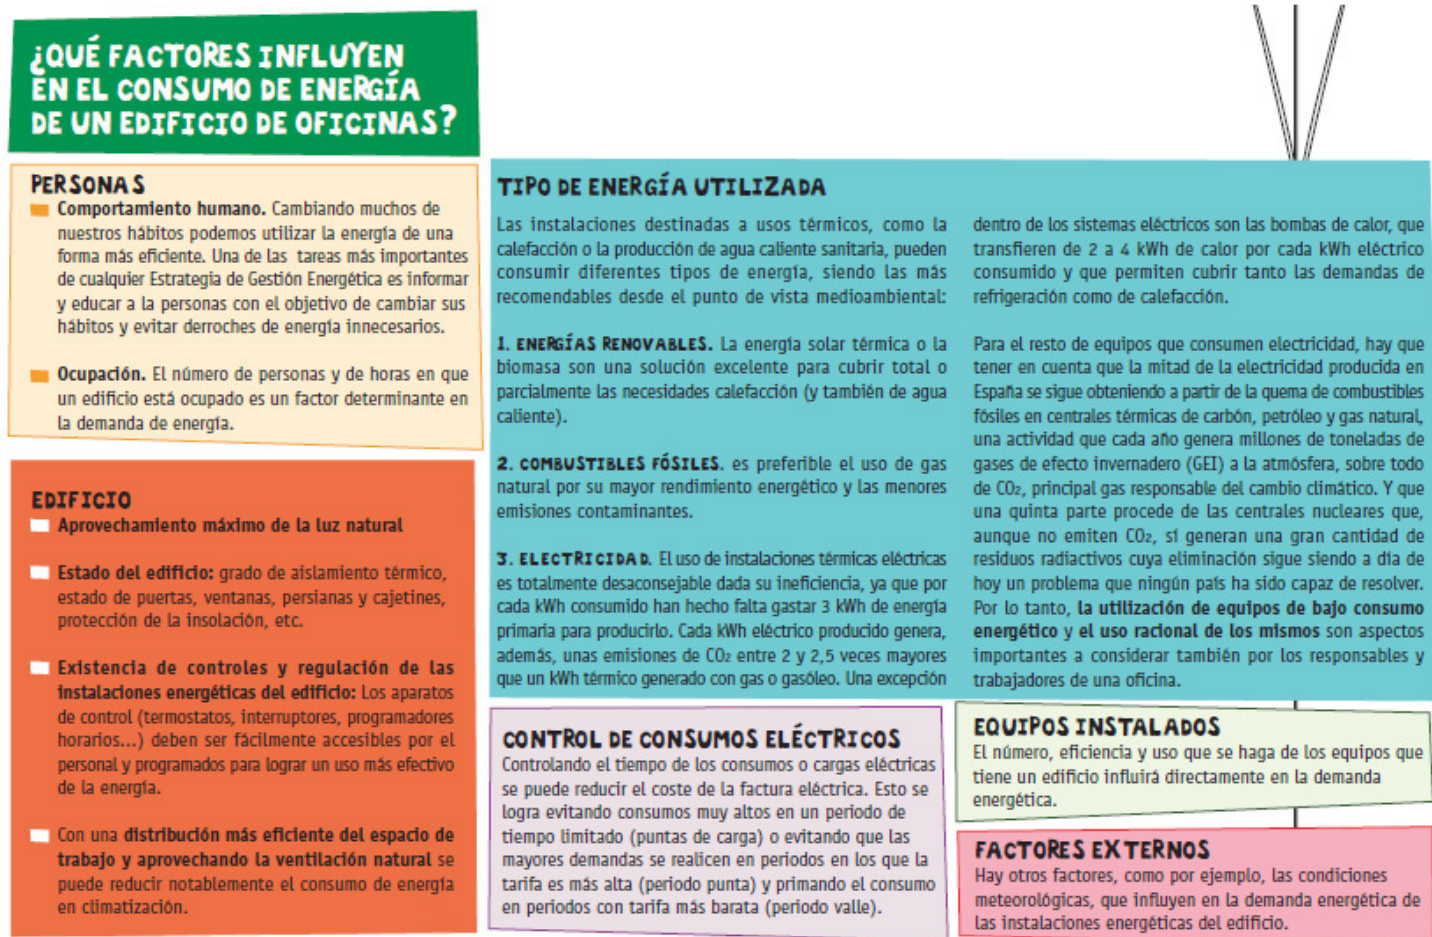 ¿QUÉ FACTORES INFLUYEN
EN EL CONSUMO DE ENERGÍA
DE UN EDIFICIO DE OFICINAS?
PERSONAS
Comportamiento humano. Cambiando muchos de
nuestros hábitos podemos utilizar la energía de una
forma más eficiente. Una de las tareas más importantes
de cualquier Estrategia de Gestión Energética es informar
y educar a la personas con el objetivo de cambiar sus
hábitos y evitar derroches de energía innecesarios.
Ocupación. El número de personas y de horas en que
un edificio está ocupado es un factor determinante en
la demanda de energía.
EDIFICIO
Aprovechamiento máximo de la luz natural
Estado del edificio: grado de aislamiento térmico,
estado de puertas, ventanas, persianas y cajetines,
protección de la insolación, etc.
Existencia de controles y regulación de las
instalaciones energéticas del edificio: Los aparatos
de control (termostatos, interruptores, programadores
horarios...) deben ser fácilmente accesibles por el
personal y programados para lograr un uso más efectivo
de la energía.
Con una distribución más eficiente del espacio de
trabajo y aprovechando la ventilación natural se
puede reducir notablemente el consumo de energía
en climatización.
TIPO DE ENERGÍA UTILIZADA
Las instalaciones destinadas a usos térmicos, como la
calefacción o la producción de agua caliente sanitaria, pueden
consumir diferentes tipos de energía, siendo las más
recomendables desde el punto de vista medioambiental:
1. ENERGÍAS RENOVABLES. La energía solar térmica o la
biomasa son una solución excelente para cubrir total o
parcialmente las necesidades calefacción (y también de agua
caliente).
2. COMBUSTIBLES FÓSILES. es preferible el uso de gas
natural por su mayor rendimiento energético y las menores
emisiones contaminantes.
3. ELECTRICIDAD. El uso de instalaciones térmicas eléctricas
es totalmente desaconsejable dada su ineficiencia, ya que por
cada kWh consumido han hecho falta gastar 3 kWh de energía
primaria para producirlo. Cada kWh eléctrico producido genera,
además, unas emisiones de CO₂ entre 2 y 2,5 veces mayores
que un kWh térmico generado con gas o gasóleo. Una excepción
dentro de los sistemas eléctricos son las bombas de calor, que
transfieren de 2 a 4 kWh de calor por cada kWh eléctrico
consumido y que permiten cubrir tanto las demandas de
refrigeración como de calefacción.
Para el resto de equipos que consumen electricidad, hay que
tener en cuenta que la mitad de la electricidad producida en
España se sigue obteniendo a partir de la quema de combustibles
fósiles en centrales térmicas de carbón, petróleo y gas natural,
una actividad que cada año genera millones de toneladas de
gases de efecto invernadero (GEI) a la atmósfera, sobre todo
de CO₂, principal gas responsable del cambio climático. Y que
una quinta parte procede de las centrales nucleares que,
aunque no emiten CO₂, sí generan una gran cantidad de
residuos radiactivos cuya eliminación sigue siendo a dia de
hoy un problema que ningún país ha sido capaz de resolver.
Por lo tanto, la utilización de equipos de bajo consumo
energético y el uso racional de los mismos son aspectos
importantes a considerar también por los responsables y
trabajadores de una oficina.
CONTROL DE CONSUMOS ELÉCTRICOS
Controlando el tiempo de los consumos o cargas eléctricas
se puede reducir el coste de la factura eléctrica. Esto se
logra evitando consumos muy altos en un periodo de
tiempo limitado (puntas de carga) o evitando que las
mayores demandas se realicen en periodos en los que la
tarifa es más alta (periodo punta) y primando el consumo
en periodos con tarifa más barata (periodo valle).
EQUIPOS INSTALADOS
El número, eficiencia y uso que se haga de los equipos que
tiene un edificio influirá directamente en la demanda
energética.
FACTORES EXTERNOS
Hay otros factores, como por ejemplo, las condiciones
meteorológicas, que influyen en la demanda energética de
las instalaciones energéticas del edificio.